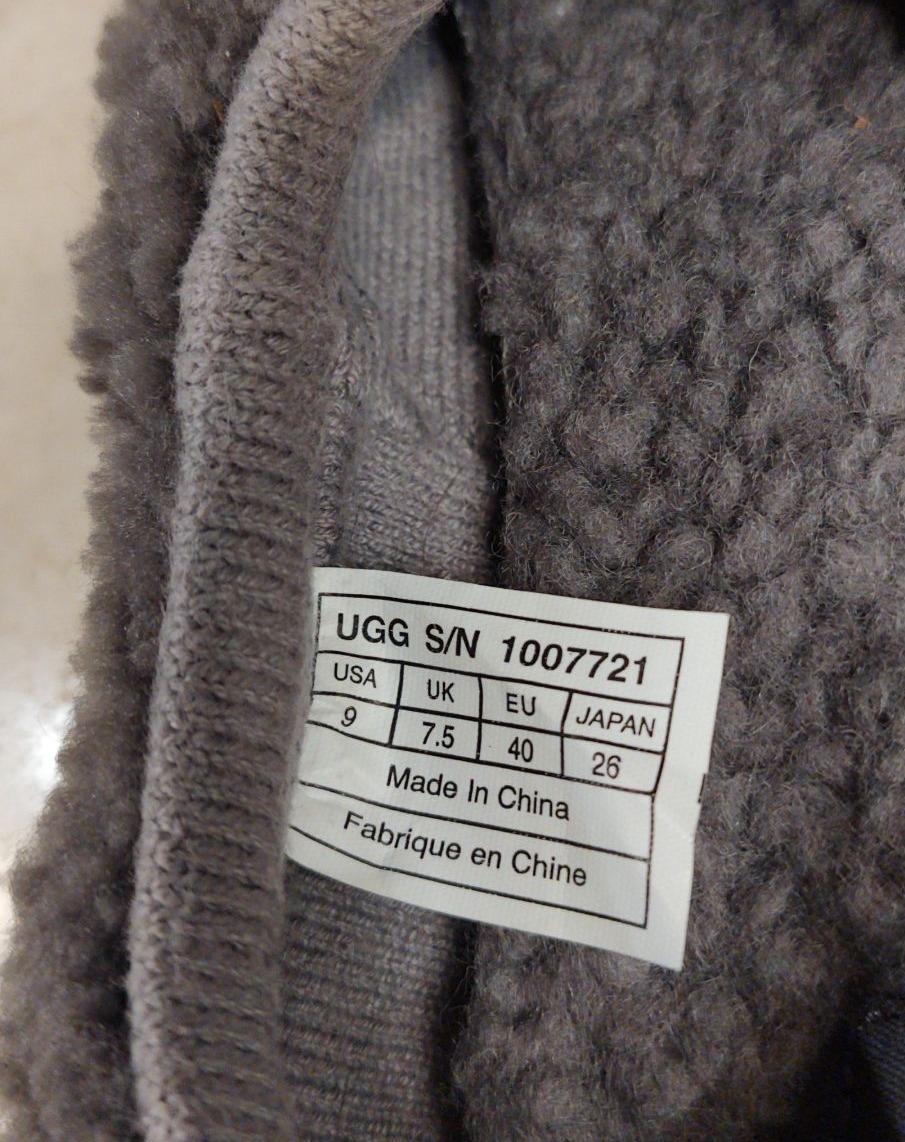 UGG S/N 1007721
USA UK EU JAPAN
9 7.5 40 26
Made In China
Fabrique en Chine